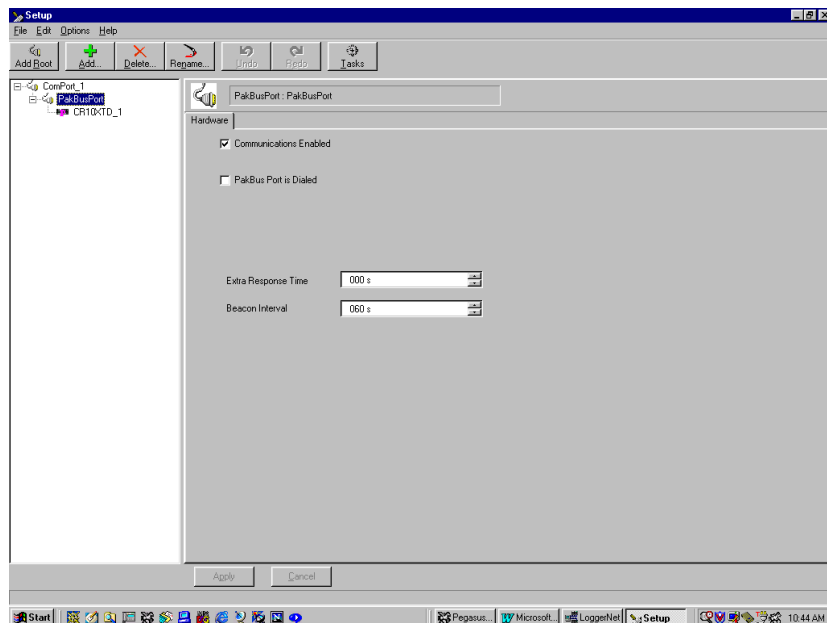 Setup
File Edit Options Help
Add Root Add... Delete... Rename... Undo Redo Tasks
ComPort_1
PakBusPort
CR10XTD_1
PakBusPort : PakBusPort
Hardware
Communications Enabled
PakBus Port is Dialed
Extra Response Time 000 s
Beacon Interval 060 s
Apply Cancel
Start Pegasus... Microsoft... LoggerNet Setup 10:44 AM